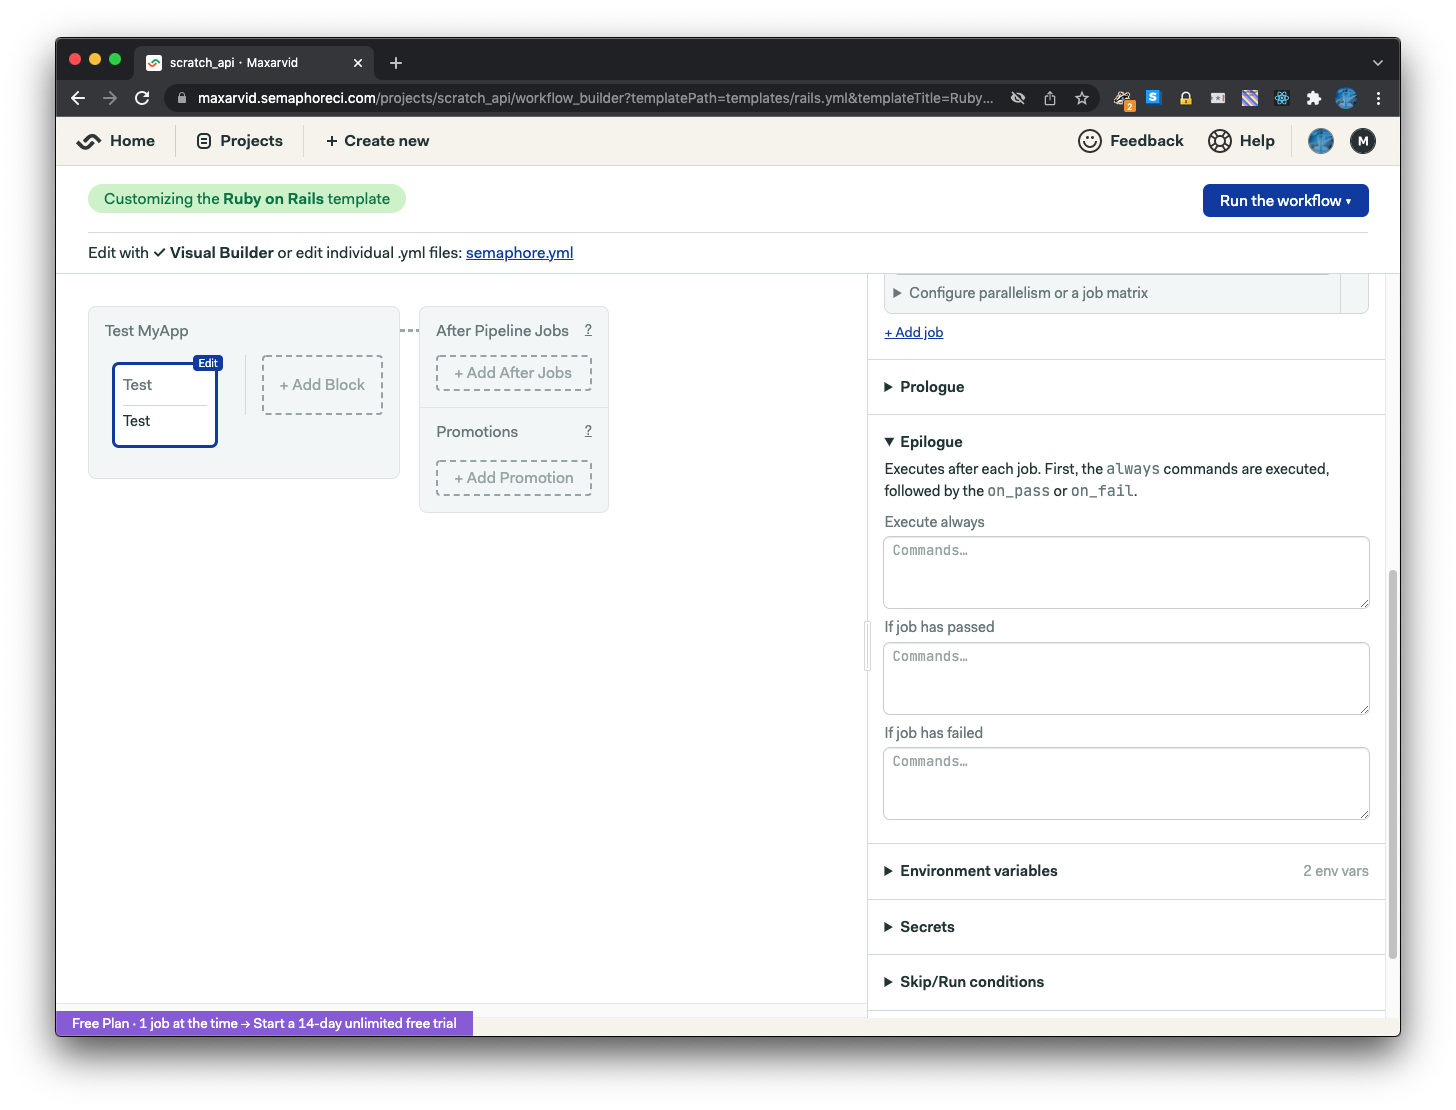 scratch_api · Maxarvid
maxarvid.semaphoreci.com/projects/scratch_api/workflow_builder?templatePath=templates/rails.yml&templateTitle=Ruby...
2
S
Home
Projects
+ Create new
Feedback
Help
M
Customizing the Ruby on Rails template
Run the workflow ▾
Edit with ✓ Visual Builder or edit individual .yml files: semaphore.yml
Test MyApp
Edit
Test
Test
+ Add Block
After Pipeline Jobs ?
+ Add After Jobs
Promotions ?
+ Add Promotion
Configure parallelism or a job matrix
+ Add job
Prologue
Epilogue
Executes after each job. First, the always commands are executed,
followed by the on_pass or on_fail.
Execute always
Commands…
If job has passed
Commands…
If job has failed
Commands…
Environment variables 2 env vars
Secrets
Skip/Run conditions
Free Plan · 1 job at the time → Start a 14-day unlimited free trial